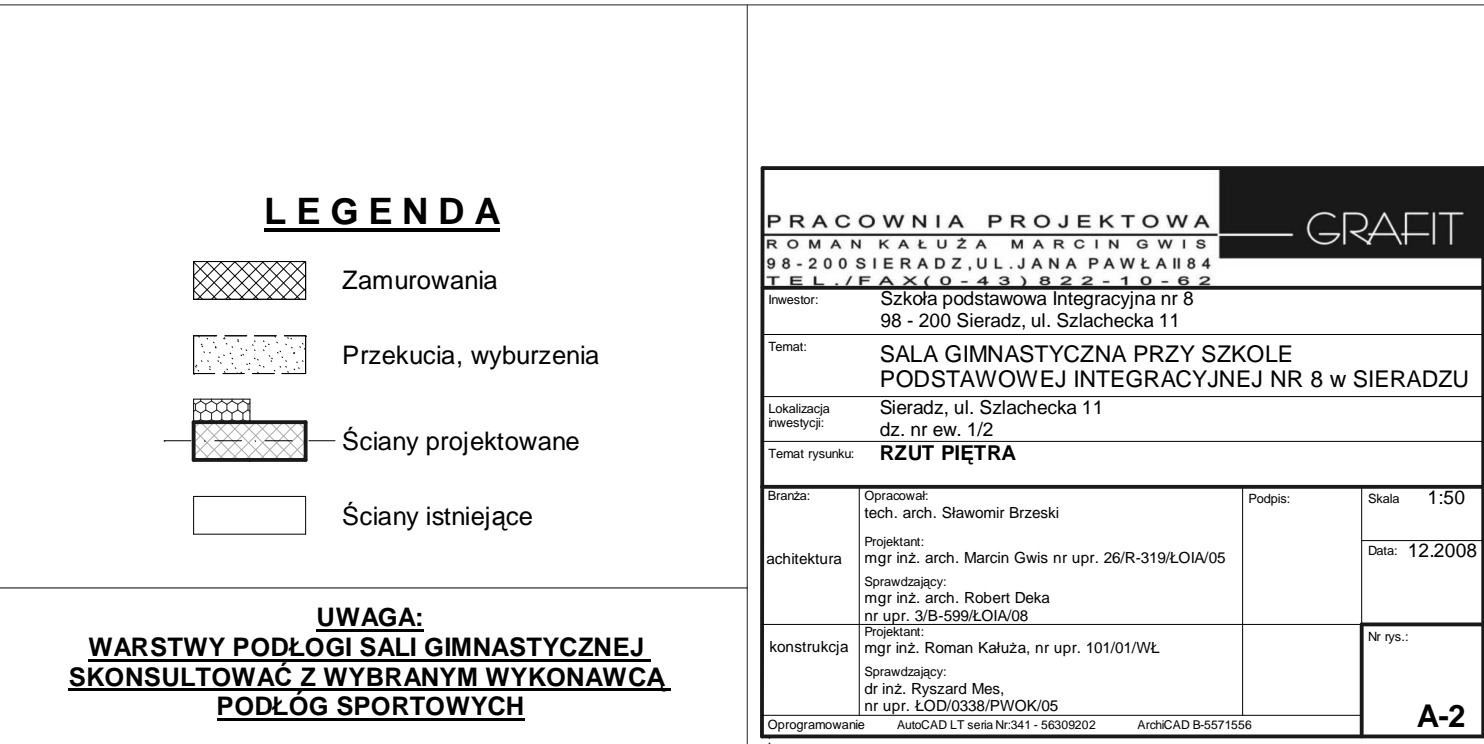 LEGENDA
Zamurowania
Przekucia, wyburzenia
Ściany projektowane
Ściany istniejące
UWAGA:
WARSTWY PODŁOGI SALI GIMNASTYCZNEJ
SKONSULTOWAĆ Z WYBRANYM WYKONAWCĄ
PODŁÓG SPORTOWYCH
PRACOWNIA PROJEKTOWA
GRAFIT
ROMAN KAŁUŻA MARCIN GWIS
98-200 SIERADZ, UL. JANA PAWŁA II 84
TEL./FAX(0-43)822-10-62
Inwestor:
Szkoła podstawowa Integracyjna nr 8
98 - 200 Sieradz, ul. Szlachecka 11
Temat:
SALA GIMNASTYCZNA PRZY SZKOLE
PODSTAWOWEJ INTEGRACYJNEJ NR 8 w SIERADZU
Lokalizacja
inwestycji:
Sieradz, ul. Szlachecka 11
dz. nr ew. 1/2
Temat rysunku:
RZUT PIĘTRA
Branża:
achitektura
Opracował:
tech. arch. Sławomir Brzeski
Projektant:
mgr inż. arch. Marcin Gwis nr upr. 26/R-319/ŁOIA/05
Sprawdzający:
mgr inż. arch. Robert Deka
nr upr. 3/B-599/ŁOIA/08
Podpis:
Skala 1:50
Data: 12.2008
konstrukcja
Projektant:
mgr inż. Roman Kałuża, nr upr. 101/01/WŁ
Sprawdzający:
dr inż. Ryszard Mes,
nr upr. ŁOD/0338/PWOK/05
Nr rys.:
A-2
Oprogramowanie AutoCAD LT seria Nr:341 - 56309202 ArchiCAD B-5571556